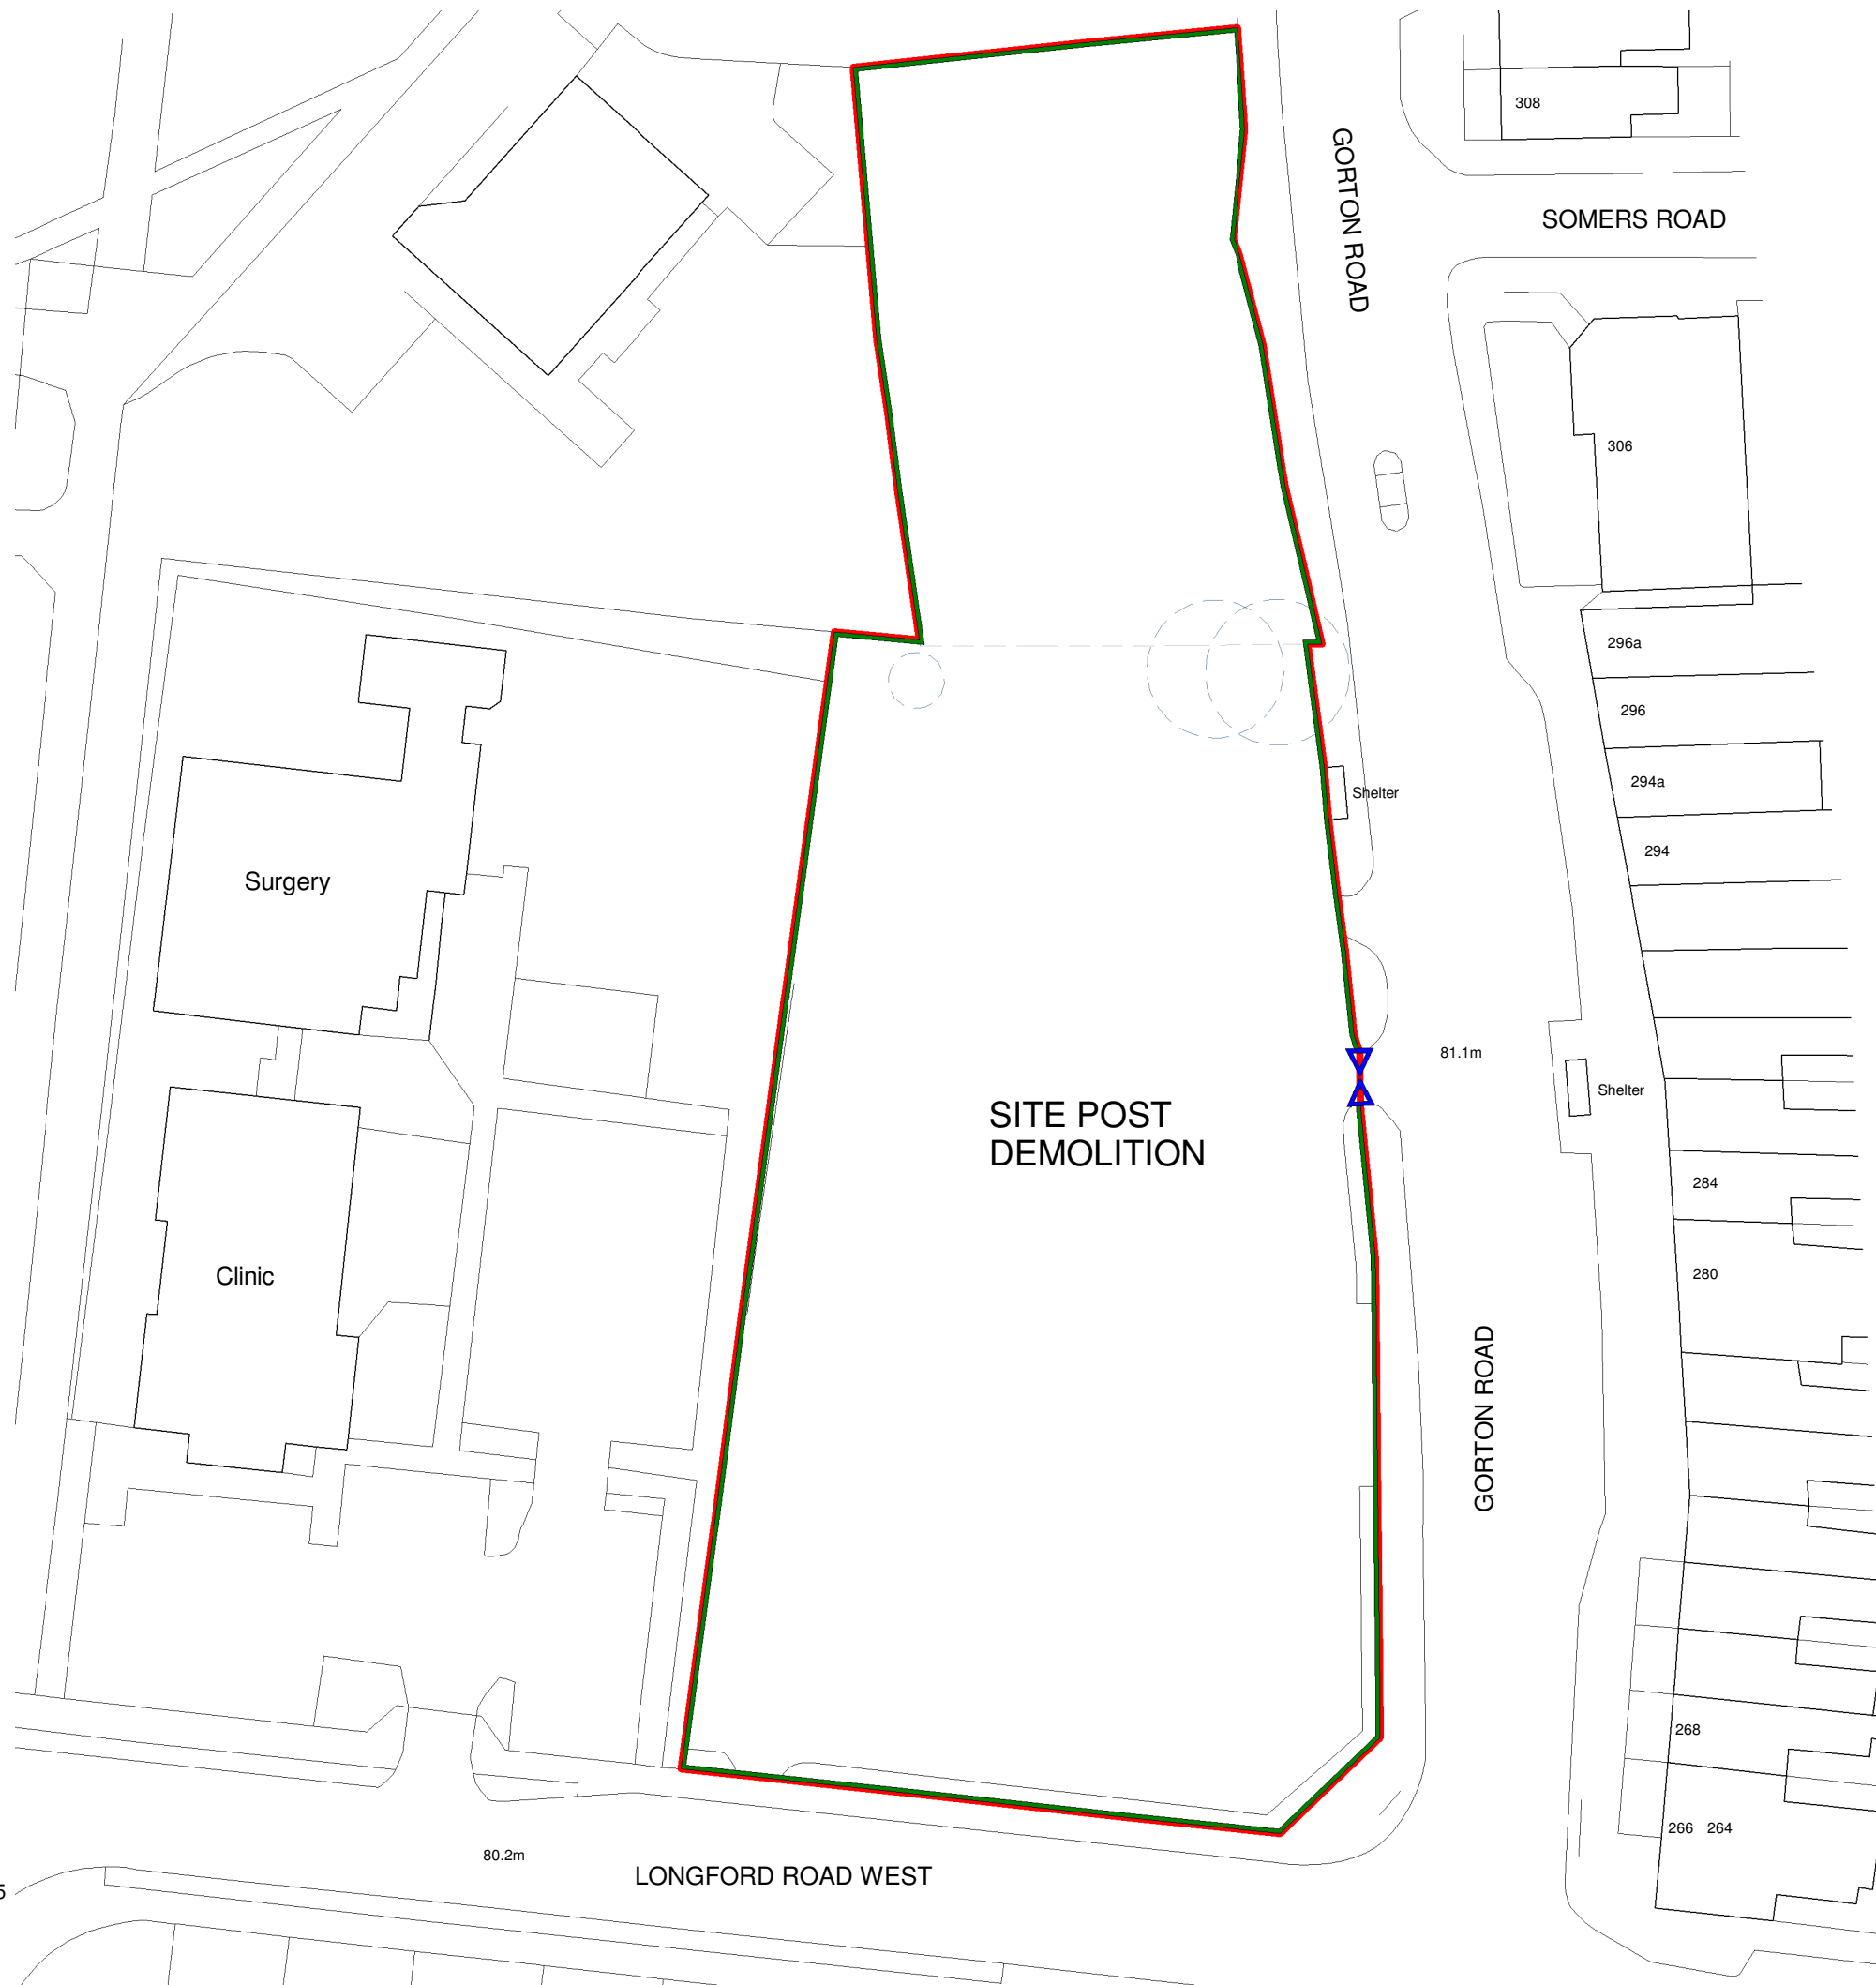 308
GORTON ROAD
SOMERS ROAD
306
296a
296
294a
Shelter
294
Surgery
81.1m
Shelter
SITE POST
DEMOLITION
284
Clinic
280
GORTON ROAD
268
266 264
80.2m
LONGFORD ROAD WEST
5